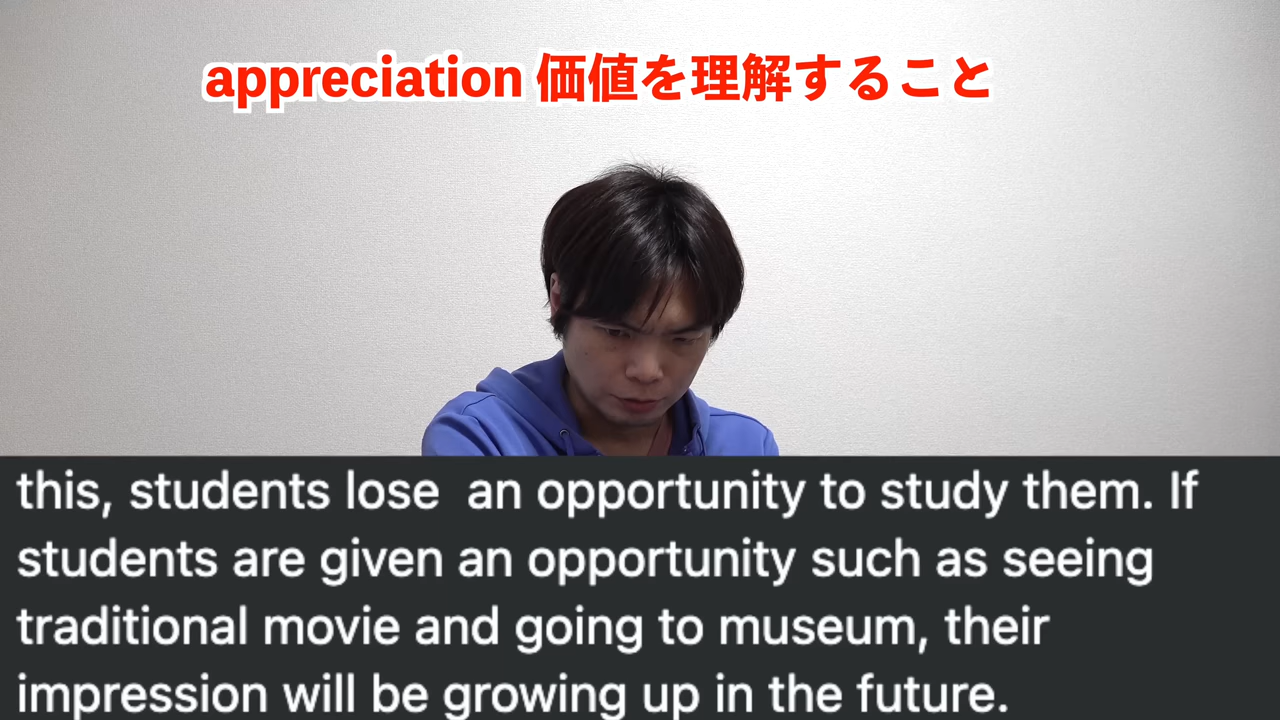 appreciation 価値を理解すること
this, students lose  an opportunity to study them. If
students are given an opportunity such as seeing
traditional movie and going to museum, their
impression will be growing up in the future.